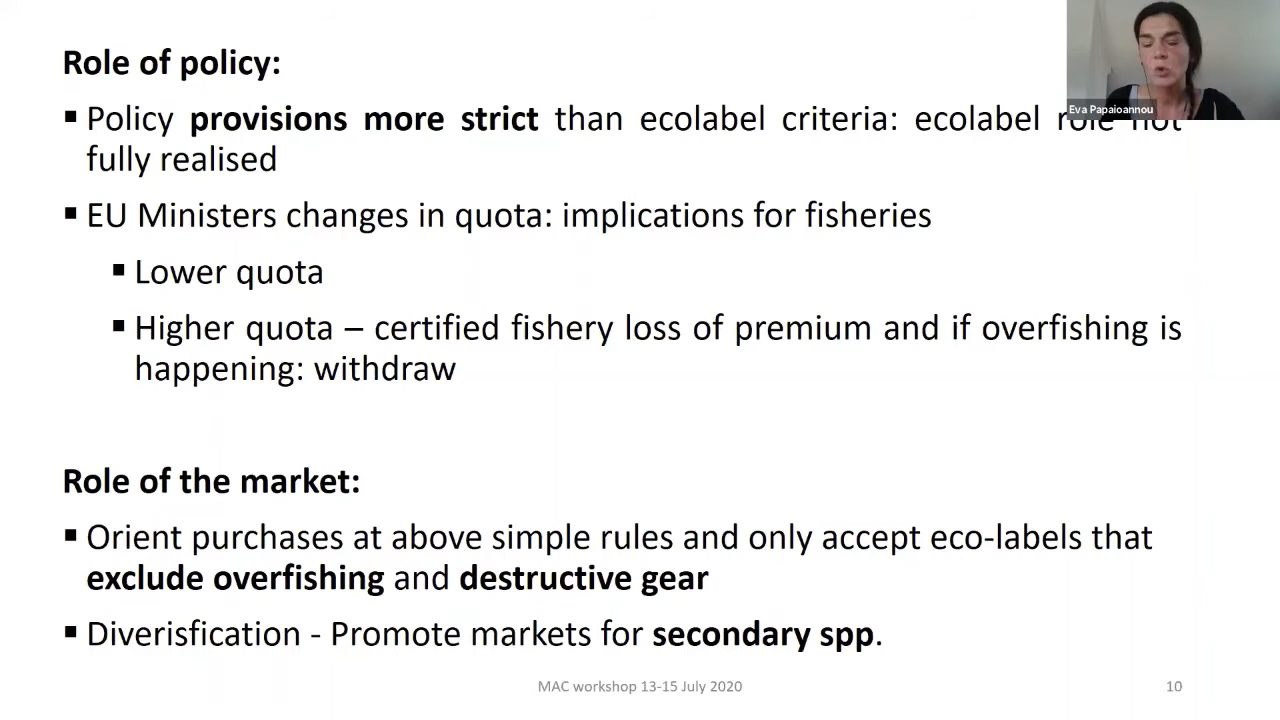 Role of policy:
Eva Papaioannou
▪ Policy provisions more strict than ecolabel criteria: ecolabel role not
fully realised
▪ EU Ministers changes in quota: implications for fisheries
▪ Lower quota
▪ Higher quota – certified fishery loss of premium and if overfishing is
happening: withdraw
Role of the market:
▪ Orient purchases at above simple rules and only accept eco-labels that
exclude overfishing and destructive gear
▪ Diverisfication - Promote markets for secondary spp.
MAC workshop 13-15 July 2020
10